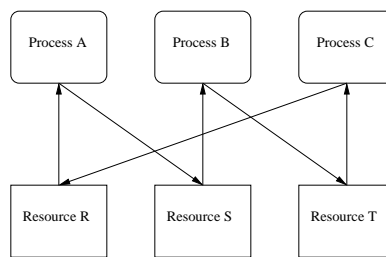 Process A
Process B
Process C
Resource R
Resource S
Resource T